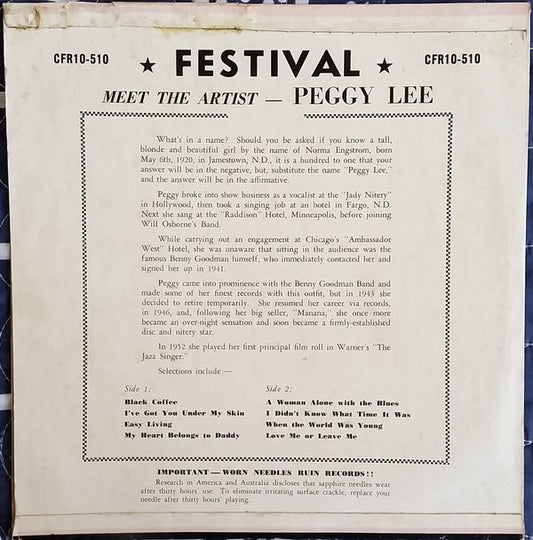 CFR10-510 ★ FESTIVAL ★ CFR10-510
MEET THE ARTIST — PEGGY LEE
What's in a name? Should you be asked if you know a tall,
blonde and beautiful girl by the name of Norma Engstrom, born
May 6th, 1920, in Jamestown, N.D., it is a hundred to one that your
answer will be in the negative, but, substitute the name "Peggy Lee,"
and the answer will be in the affirmative.
Peggy broke into show business as a vocalist at the "Jady Nitery"
in Hollywood, then took a singing job at an hotel in Fargo, N.D.
Next she sang at the "Raddison" Hotel, Minneapolis, before joining
Will Osborne's Band.
While carrying out an engagement at Chicago's "Ambassador
West" Hotel, she was unaware that sitting in the audience was the
famous Benny Goodman himself, who immediately contacted her and
signed her up in 1941.
Peggy came into prominence with the Benny Goodman Band and
made some of her finest records with this outfit, but in 1943 she
decided to retire temporarily. She resumed her career via records,
in 1946, and, following her big seller, "Manana," she once more
became an over-night sensation and soon became a firmly-established
disc and nitery star.
In 1952 she played her first principal film roll in Warner's "The
Jazz Singer."
Selections include:—
Side 1:
Black Coffee
I've Got You Under My Skin
Easy Living
My Heart Belongs to Daddy
Side 2:
A Woman Alone with the Blues
I Didn't Know What Time It Was
When the World Was Young
Love Me or Leave Me
IMPORTANT — WORN NEEDLES RUIN RECORDS!!
Research in America and Australia discloses that sapphire needles wear
after thirty hours' use. To eliminate irritating surface crackle, replace your
needle after thirty hours' playing.